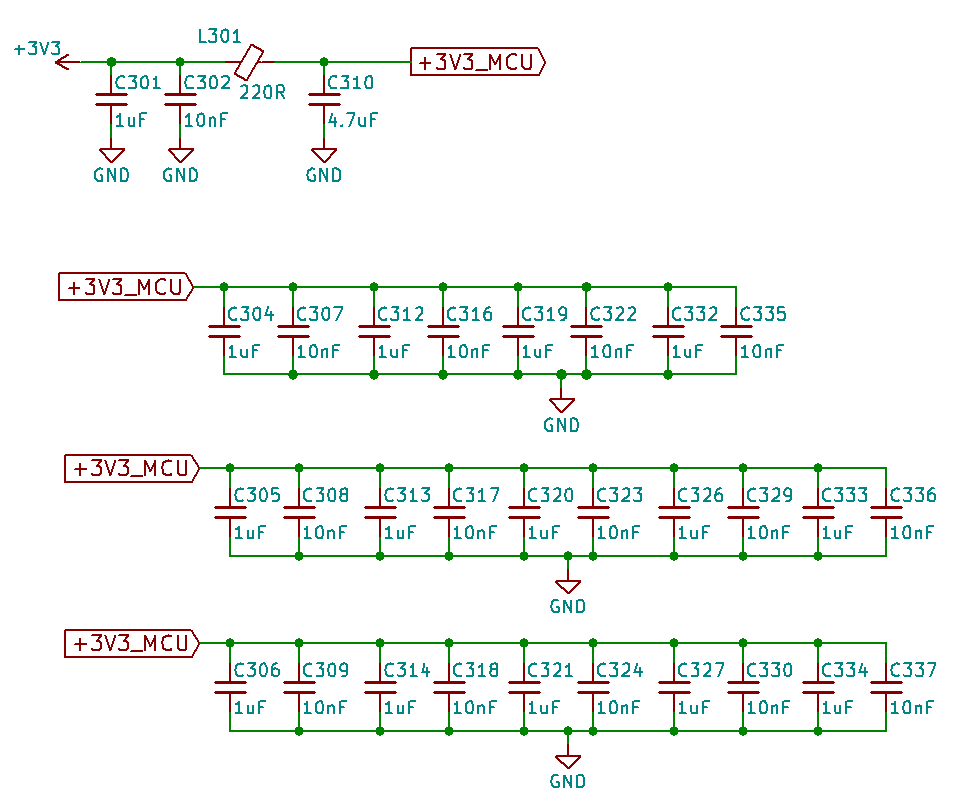 L301
+3V3
+3V3_MCU
C301 C302 C310
220R
1uF 10nF 4.7uF
GND GND GND
+3V3_MCU
C304 C307 C312 C316 C319 C322 C332 C335
1uF 10nF 1uF 10nF 1uF 10nF 1uF 10nF
GND
+3V3_MCU
C305 C308 C313 C317 C320 C323 C326 C329 C333 C336
1uF 10nF 1uF 10nF 1uF 10nF 1uF 10nF 1uF 10nF
GND
+3V3_MCU
C306 C309 C314 C318 C321 C324 C327 C330 C334 C337
1uF 10nF 1uF 10nF 1uF 10nF 1uF 10nF 1uF 10nF
GND